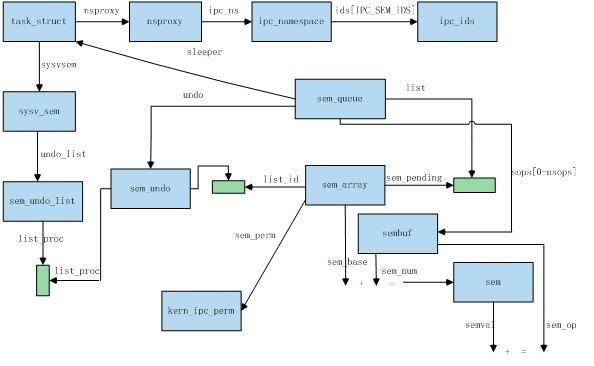 nsproxy
ipc_ns
ids[IPC_SEM_IDS]
task_struct
nsproxy
ipc_namespace
ipc_ids
sleeper
sysvsem
list
undo
sem_queue
sysv_sem
undo_list
sops[0-nsops]
list_id
sem_pending
sem_undo
sem_array
sem_undo_list
sembuf
list_proc
sem_perm
sem_base
list_proc
sem_num
+ =
sem
kern_ipc_perm
semval
sem_op
+ =